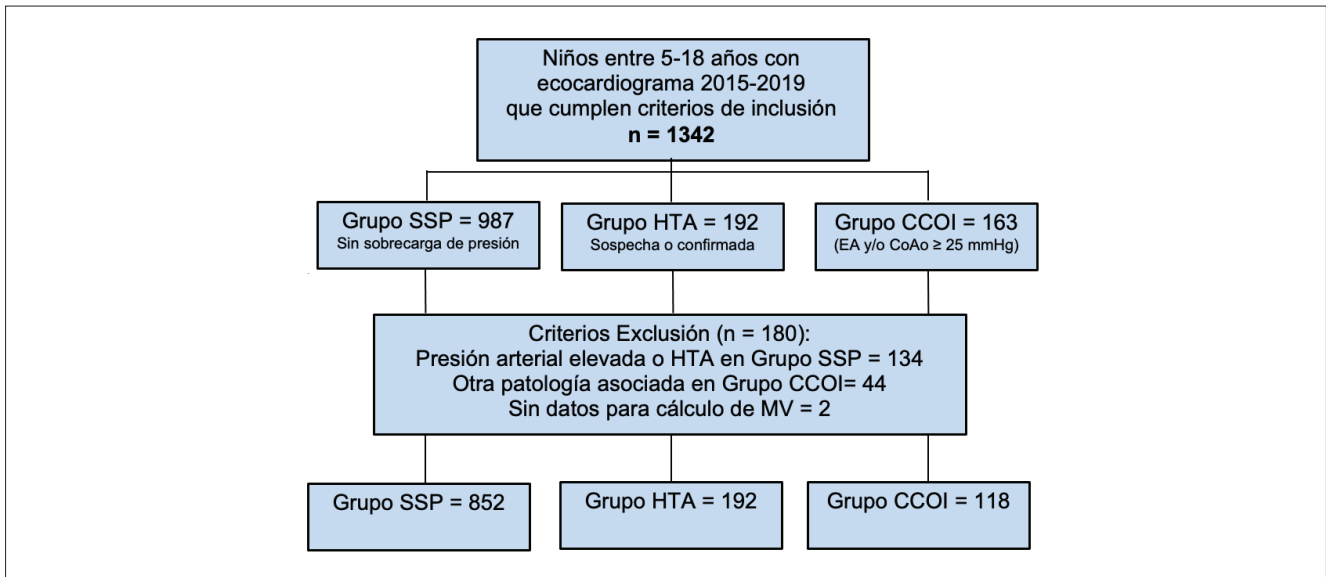 Niños entre 5-18 años con
ecocardiograma 2015-2019
que cumplen criterios de inclusión
n = 1342
Grupo SSP = 987
Sin sobrecarga de presión
Grupo HTA = 192
Sospecha o confirmada
Grupo CCOI = 163
(EA y/o CoAo ≥ 25 mmHg)
Criterios Exclusión (n = 180):
Presión arterial elevada o HTA en Grupo SSP = 134
Otra patología asociada en Grupo CCOI= 44
Sin datos para cálculo de MV = 2
Grupo SSP = 852
Grupo HTA = 192
Grupo CCOI = 118